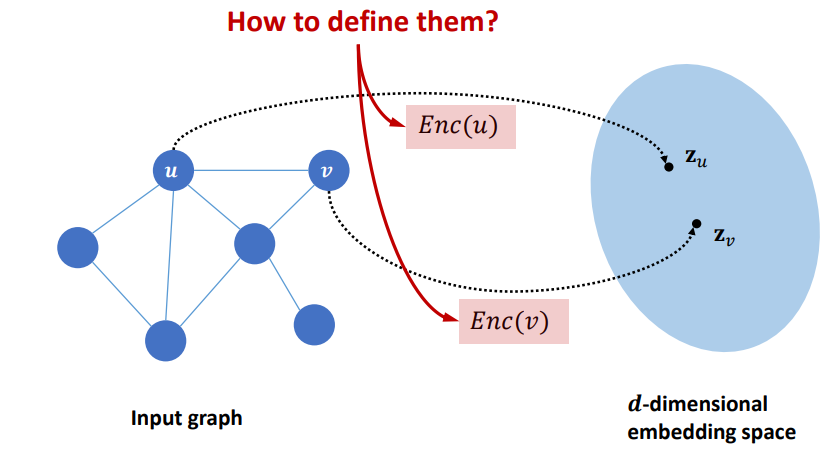 How to define them?
Enc(u)
u
v
z_u
z_v
Enc(v)
Input graph
d-dimensional
embedding space